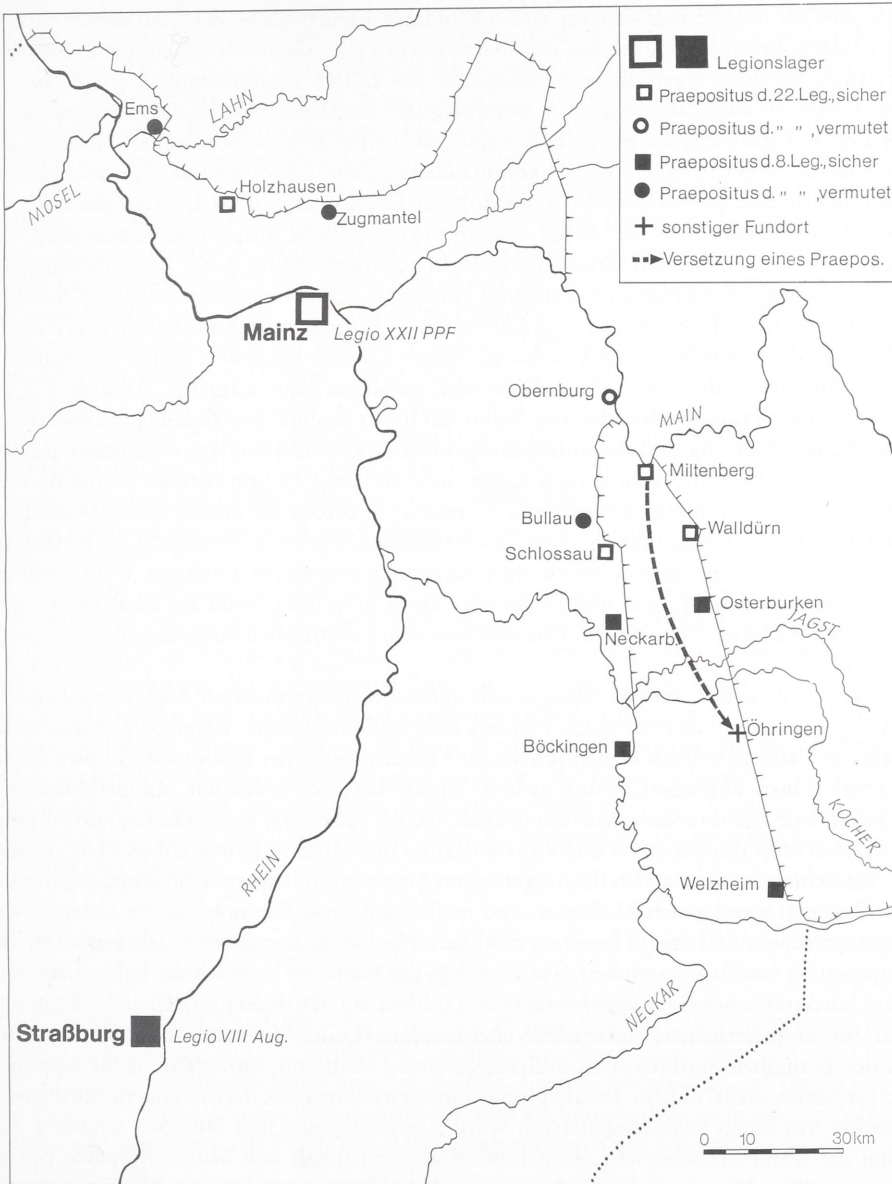 Legionslager
Praepositus d.22.Leg.,sicher
Praepositus d. " " ,vermutet
Praepositus d.8.Leg.,sicher
Praepositus d. " " ,vermutet
sonstiger Fundort
Versetzung eines Praepos.
Ems
LAHN
MOSEL
Holzhausen
Zugmantel
Mainz
Legio XXII PPF
Obernburg
MAIN
Miltenberg
Bullau
Walldürn
Schlossau
Osterburken
JAGST
Neckarb.
Öhringen
Böckingen
KOCHER
RHEIN
Welzheim
NECKAR
Straßburg
Legio VIII Aug.
0 10 30km